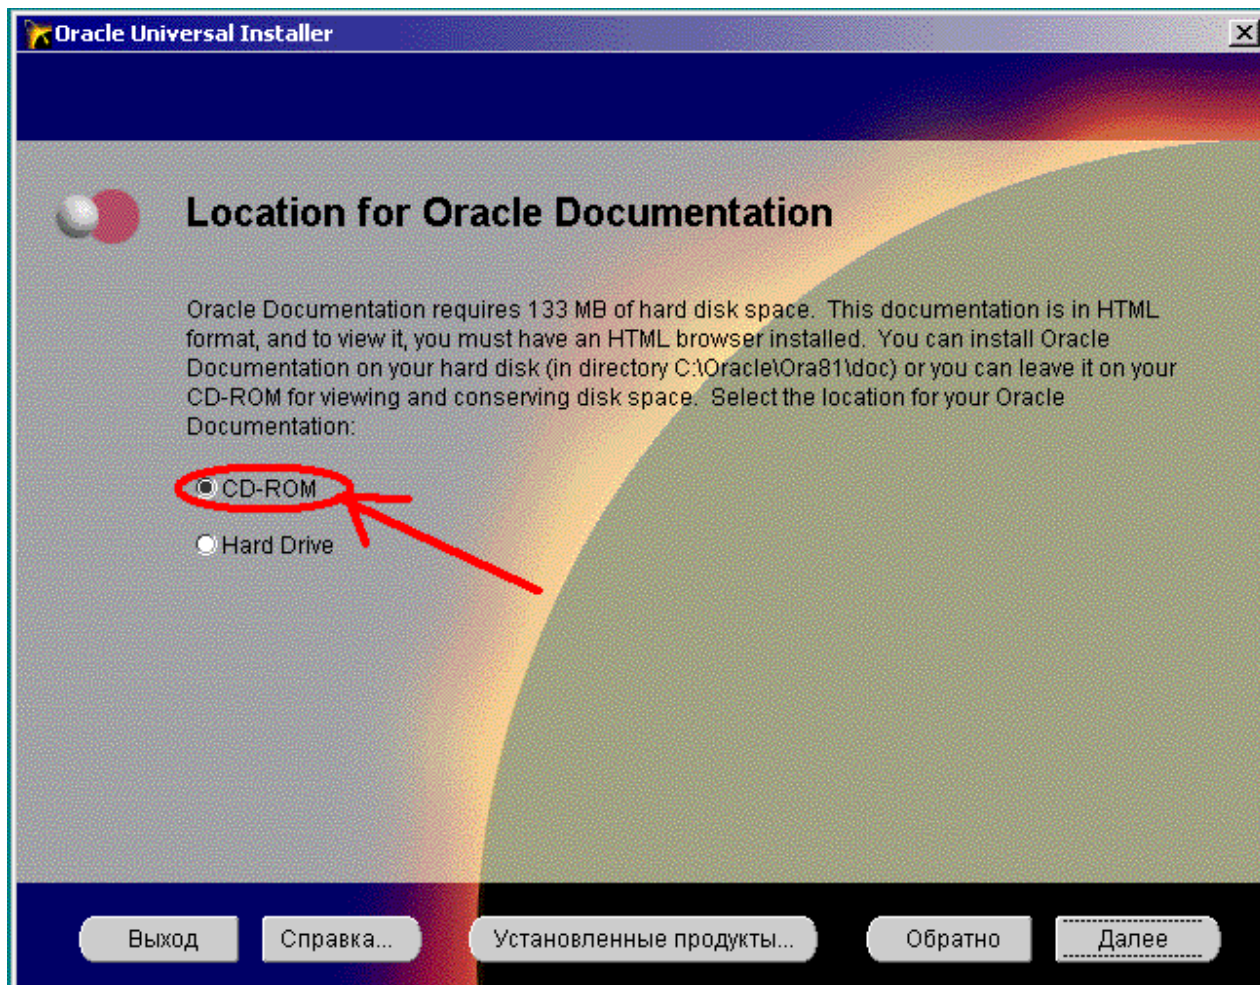 Oracle Universal Installer
Location for Oracle Documentation
Oracle Documentation requires 133 MB of hard disk space. This documentation is in HTML
format, and to view it, you must have an HTML browser installed. You can install Oracle
Documentation on your hard disk (in directory C:\Oracle\Ora81\doc) or you can leave it on your
CD-ROM for viewing and conserving disk space. Select the location for your Oracle
Documentation:
CD-ROM
Hard Drive
Выход Справка... Установленные продукты... Обратно Далее